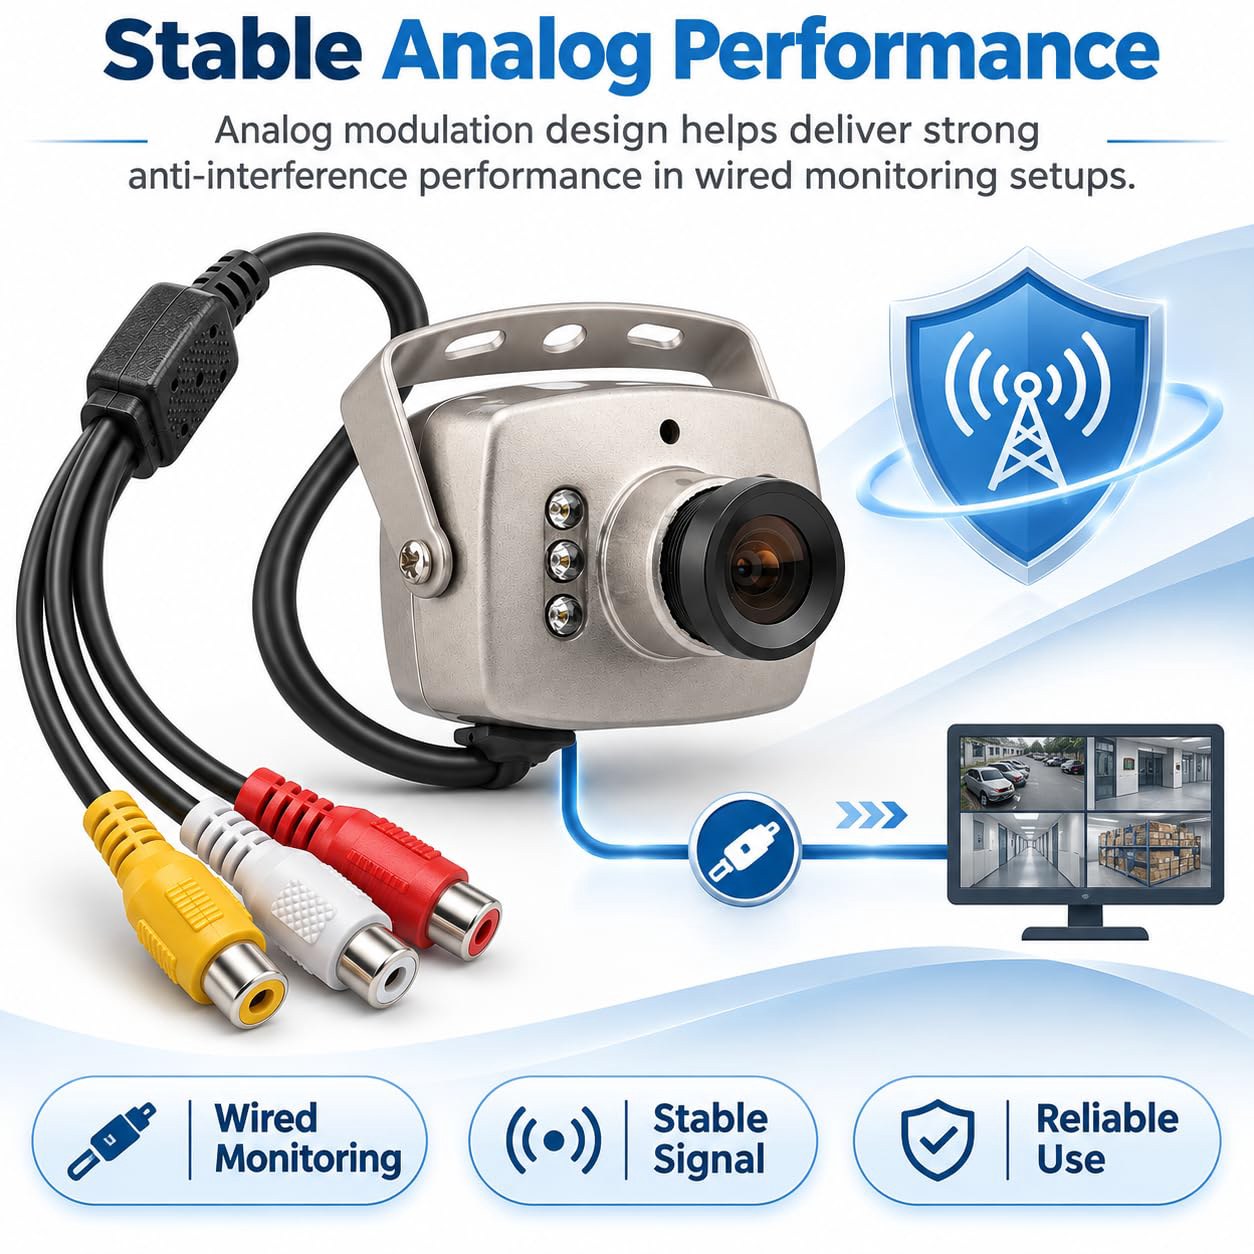 Stable Analog Performance
Analog modulation design helps deliver strong
anti-interference performance in wired monitoring setups.
Wired
Monitoring
Stable
Signal
Reliable
Use